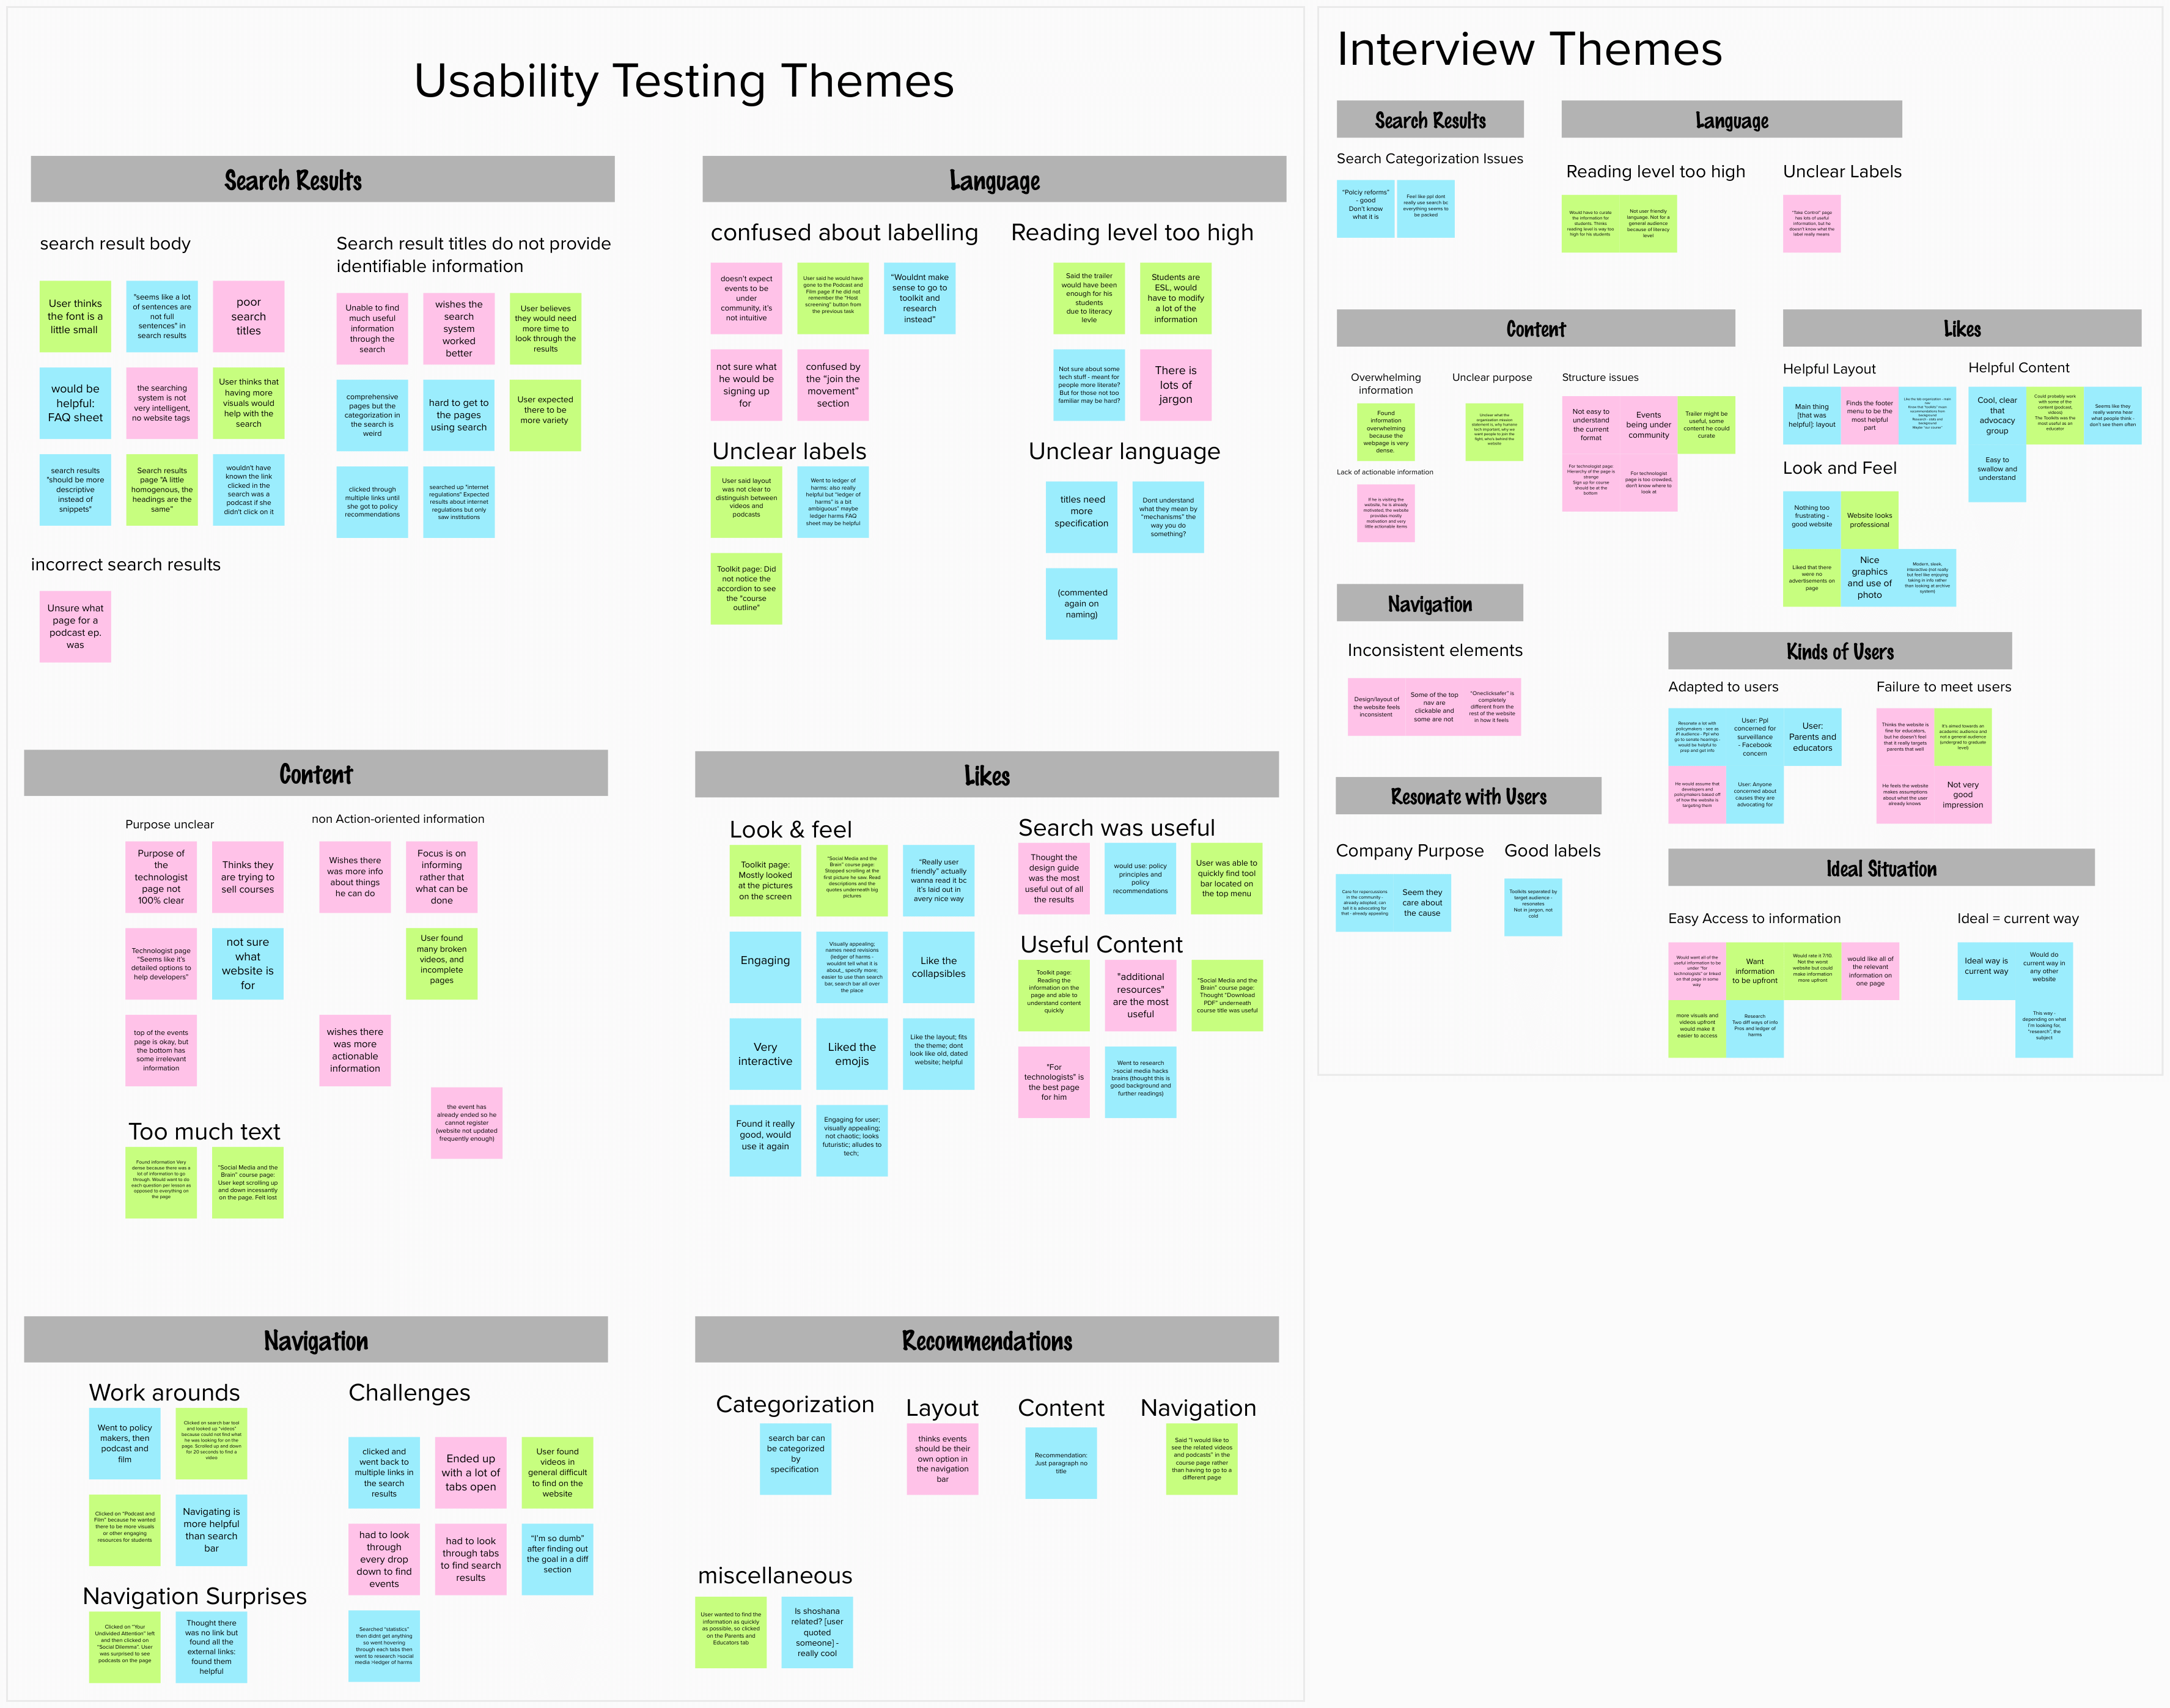 Usability Testing Themes
Search Results
search result body
User thinks
the font is a
little small
"seems like a lot
of sentences are
not full
sentences" in
search results
poor
search
titles
would be
helpful:
FAQ sheet
the searching
system is not
very intelligent,
no website tags
User thinks that
having more
visuals would
help with the
search
search results
"should be more
descriptive
instead of
snippets"
Search results
page "A little
homogenous, the
headings are the
same"
wouldn't have
known the link
clicked in the
search was a
podcast if she
didn't click on it
Search result titles do not provide
identifiable information
Unable to find
much useful
information
through the
search
wishes the
search
system
worked
better
User believes
they would need
more time to
look through the
results
comprehensive
pages but the
categorization in
the search is
weird
hard to get to
the pages
using search
User expected
there to be
more variety
clicked through
multiple links until
she got to policy
recommendations
searched up "internet
regulations" Expected
results about internet
regulations but only
saw institutions
incorrect search results
Unsure what
page for a
podcast ep.
was
Language
confused about labelling
doesn't expect
events to be
under
community, it's
not intuitive
User said he would have
gone to the Podcast and
Film page if he did not
remember the "Host
screening" button from
the previous task
"Wouldnt make
sense to go to
toolkit and
research
instead"
not sure what
he would be
signing up
for
confused by
the "join the
movement"
section
Reading level too high
Said the trailer
would have been
enough for his
students
due to literacy
levle
Students are
ESL, would
have to modify
a lot of the
information
Not sure about some
tech stuff - meant for
people more literate?
But for those not too
familiar may be hard?
There is
lots of
jargon
Unclear labels
User said layout
was not clear to
distinguish between
videos and
podcasts
Went to ledger of
harms: also really
helpful but "ledger of
harms" is a bit
ambiguous" maybe
ledger harms FAQ
sheet may be helpful
Toolkit page: Did
not notice the
accordion to see
the "course
outline"
Unclear language
titles need
more
specification
Dont understand
what they mean by
"mechanisms" the
way you do
something?
(commented
again on
naming)
Content
Purpose unclear
Purpose of
the
technologist
page not
100% clear
Thinks they
are trying to
sell courses
Technologist page
"Seems like it's
detailed options to
help developers"
not sure
what
website is
for
top of the events
page is okay, but
the bottom has
some irrelevant
information
non Action-oriented information
Wishes there
was more info
about things
he can do
Focus is on
informing
rather that
what can be
done
User found
many broken
videos, and
incomplete
pages
wishes there
was more
actionable
information
the event has
already ended so he
cannot register
(website not updated
frequently enough)
Too much text
Found information Very
dense because there was a
lot of information to go
through. Would want to do
each question per lesson as
opposed to everything on
the page
"Social Media and the
Brain" course page:
User kept scrolling up
and down incessantly
on the page. Felt lost
Likes
Look & feel
Toolkit page:
Mostly looked
at the pictures
on the screen
"Social Media and the
Brain" course page:
Stopped scrolling at the
first picture he saw. Read
descriptions and the
quotes underneath big
pictures
"Really user
friendly" actually
wanna read it bc
it's laid out in
avery nice way
Engaging
Visually appealing;
names need revisions
(ledger of harms -
wouldnt tell what it is
about_ specify more;
easier to use than search
bar, search bar all over
the place
Like the
collapsibles
Very
interactive
Liked the
emojis
Like the layout; fits
the theme; dont
look like old, dated
website; helpful
Found it really
good, would
use it again
Engaging for user;
visually appealing;
not chaotic; looks
futuristic; alludes to
tech;
Search was useful
Thought the
design guide
was the most
useful out of all
the results
would use: policy
principles and
policy
recommendations
User was able to
quickly find tool
bar located on
the top menu
Useful Content
Toolkit page:
Reading the
information on the
page and able to
understand content
quickly
"additional
resources"
are the most
useful
"Social Media and the
Brain" course page:
Thought "Download
PDF" underneath
course title was useful
"For
technologists" is
the best page
for him
Went to research
>social media hacks
brains (thought this is
good background and
further readings)
Navigation
Work arounds
Went to policy
makers, then
podcast and
film
Clicked on search bar tool
and looked up "videos"
because could not find what
he was looking for on the
page. Scrolled up and down
for 20 seconds to find a
video
Clicked on "Podcast and
Film" because he wanted
there to be more visuals
or other engaging
resources for students
Navigating is
more helpful
than search
bar
Navigation Surprises
Clicked on "Your
Undivided Attention" left
and then clicked on
"Social Dilemma". User
was surprised to see
podcasts on the page
Thought there
was no link but
found all the
external links:
found them
helpful
Challenges
clicked and
went back to
multiple links in
the search
results
Ended up
with a lot of
tabs open
User found
videos in
general difficult
to find on the
website
had to look
through
every drop
down to find
events
had to look
through tabs
to find search
results
"I'm so dumb"
after finding out
the goal in a diff
section
Searched "statistics"
then didnt get anything
so went hovering
through each tabs then
went to research >social
media >ledger of harms
Recommendations
Categorization
search bar can
be categorized
by
specification
Layout
thinks events
should be their
own option in
the navigation
bar
Content
Recommendation:
Just paragraph no
title
Navigation
Said "I would like to
see the related videos
and podcasts" in the
course page rather
than having to go to a
different page
miscellaneous
User wanted to find the
information as quickly
as possible, so clicked
on the Parents and
Educators tab
Is shoshana
related? [user
quoted
someone] -
really cool
Interview Themes
Search Results
Search Categorization Issues
"Polciy reforms"
- good
Don't know
what it is
Feel like ppl dont
really use search bc
everything seems to
be packed
Language
Reading level too high
Would have to curate
the information for
students. Thinks
reading level is way too
high for his students
Not user friendly
language. Not for a
general audience
because of literacy
level
Unclear Labels
"Take Control" page
has lots of useful
information, but he
doesn't know what the
label really means
Content
Overwhelming
information
Found
information
overwhelming
because the
webpage is very
dense.
Unclear purpose
Unclear what the
organization mission
statement is, why humane
tech important, why we
want people to join the
fight; who's behind the
website
Lack of actionable information
If he is visiting the
website, he is already
motivated; the website
provides mostly
motivation and very
little actionable items
Structure issues
Not easy to
understand
the current
format
Events
being under
community
Trailer might be
useful, some
content he could
curate
For technologist page:
Hierarchy of the page is
strange
Sign up for course
should be at the
bottom
For technologist
page is too crowded,
don't know where to
look at
Likes
Helpful Layout
Main thing
[that was
helpful]: layout
Finds the footer
menu to be the
most helpful
part
Helpful Content
Cool, clear
that
advocacy
group
Could probably work
with some of the
content (podcast,
videos)
The Toolkits was the
most useful as an
educator
Seems like they
really wanna hear
what people think -
don't see them often
Easy to
swallow and
understand
Look and Feel
Nothing too
frustrating -
good website
Website looks
professional
Liked that there
were no
advertisements on
page
Nice
graphics
and use of
photo
Modern, sleek,
interactive (not really
but feel like enjoying
taking in info rather
than looking at archive
system)
Navigation
Inconsistent elements
Design/layout of
the website feels
inconsistent
Some of the top
nav are
clickable and
some are not
"Oneclicksafer" is
completely
different from the
rest of the website
in how it feels
Kinds of Users
Adapted to users
Resonate a lot with
policymakers - see as
#1 audience - Ppl who
go to senate hearings -
would be helpful to
prep and get info
User: Ppl
concerned for
surveillance
- Facebook
concern
User:
Parents and
educators
He would assume that
developers and
policymakers based off
of how the website is
targeting them
User: Anyone
concerned about
causes they are
advocating for
Failure to meet users
Thinks the website is
fine for educators,
but he doesn't feel
that it really targets
parents that well
It's aimed towards an
academic audience and
not a general audience
(undergrad to graduate
level)
He feels the website
makes assumptions
about what the user
already knows
Not very
good
impression
Resonate with Users
Company Purpose
Care for repercussions
in the community -
already adopted; can
tell it is advocating for
that - already appealing
Seem they
care about
the cause
Good labels
Toolkits separated by
target audience -
resonates
Not in jargon, not
cold
Ideal Situation
Easy Access to information
Would want all of the
useful information to be
under "for
technologists" or linked
on that page in some
way
Want
information
to be upfront
Would rate it 7/10.
Not the worst
website but could
make information
more upfront
would like all of
the relevant
information on
one page
more visuals and
videos upfront
would make it
easier to access
Research
Two diff ways of info
Pros and ledger of
harms
Ideal = current way
Ideal way is
current way
Would do
current way in
any other
website
This way -
depending on what
I'm looking for,
"research", the
subject